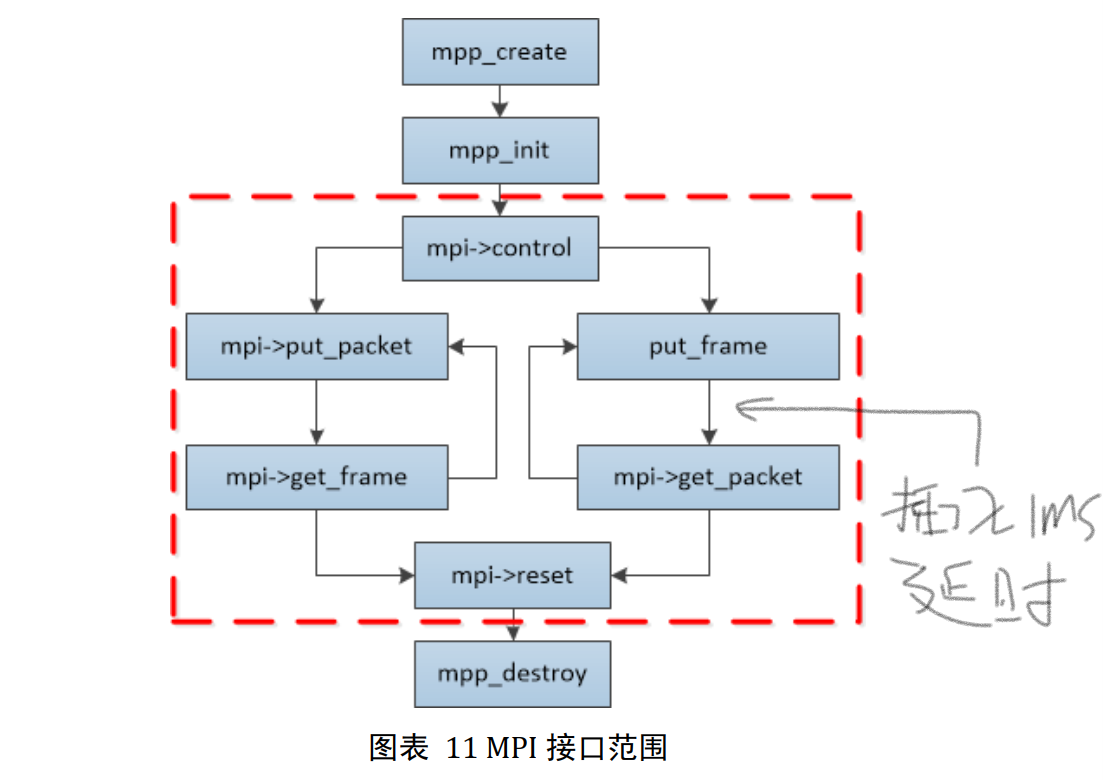 mpp_create
mpp_init
mpi->control
mpi->put_packet
put_frame
mpi->get_frame
mpi->get_packet
插入1ms
延时
mpi->reset
mpp_destroy
图表 11 MPI 接口范围